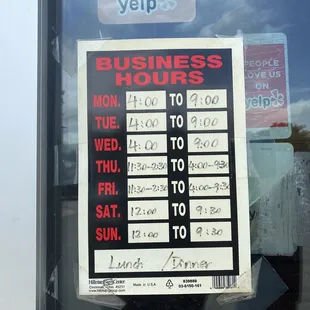 yelp
PEOPLE
LOVE US
ON
yelp
BUSINESS
HOURS
MON. 4:00 TO 9:00
TUE. 4:00 TO 9:00
WED. 4:00 TO 9:00
THU. 11:30-2:30 TO 4:00-9:30
FRI. 11:30-2:30 TO 4:00-9:30
SAT. 12:00 TO 9:30
SUN. 12:00 TO 9:30
Lunch / Dinner
Made in U.S.A.
839898